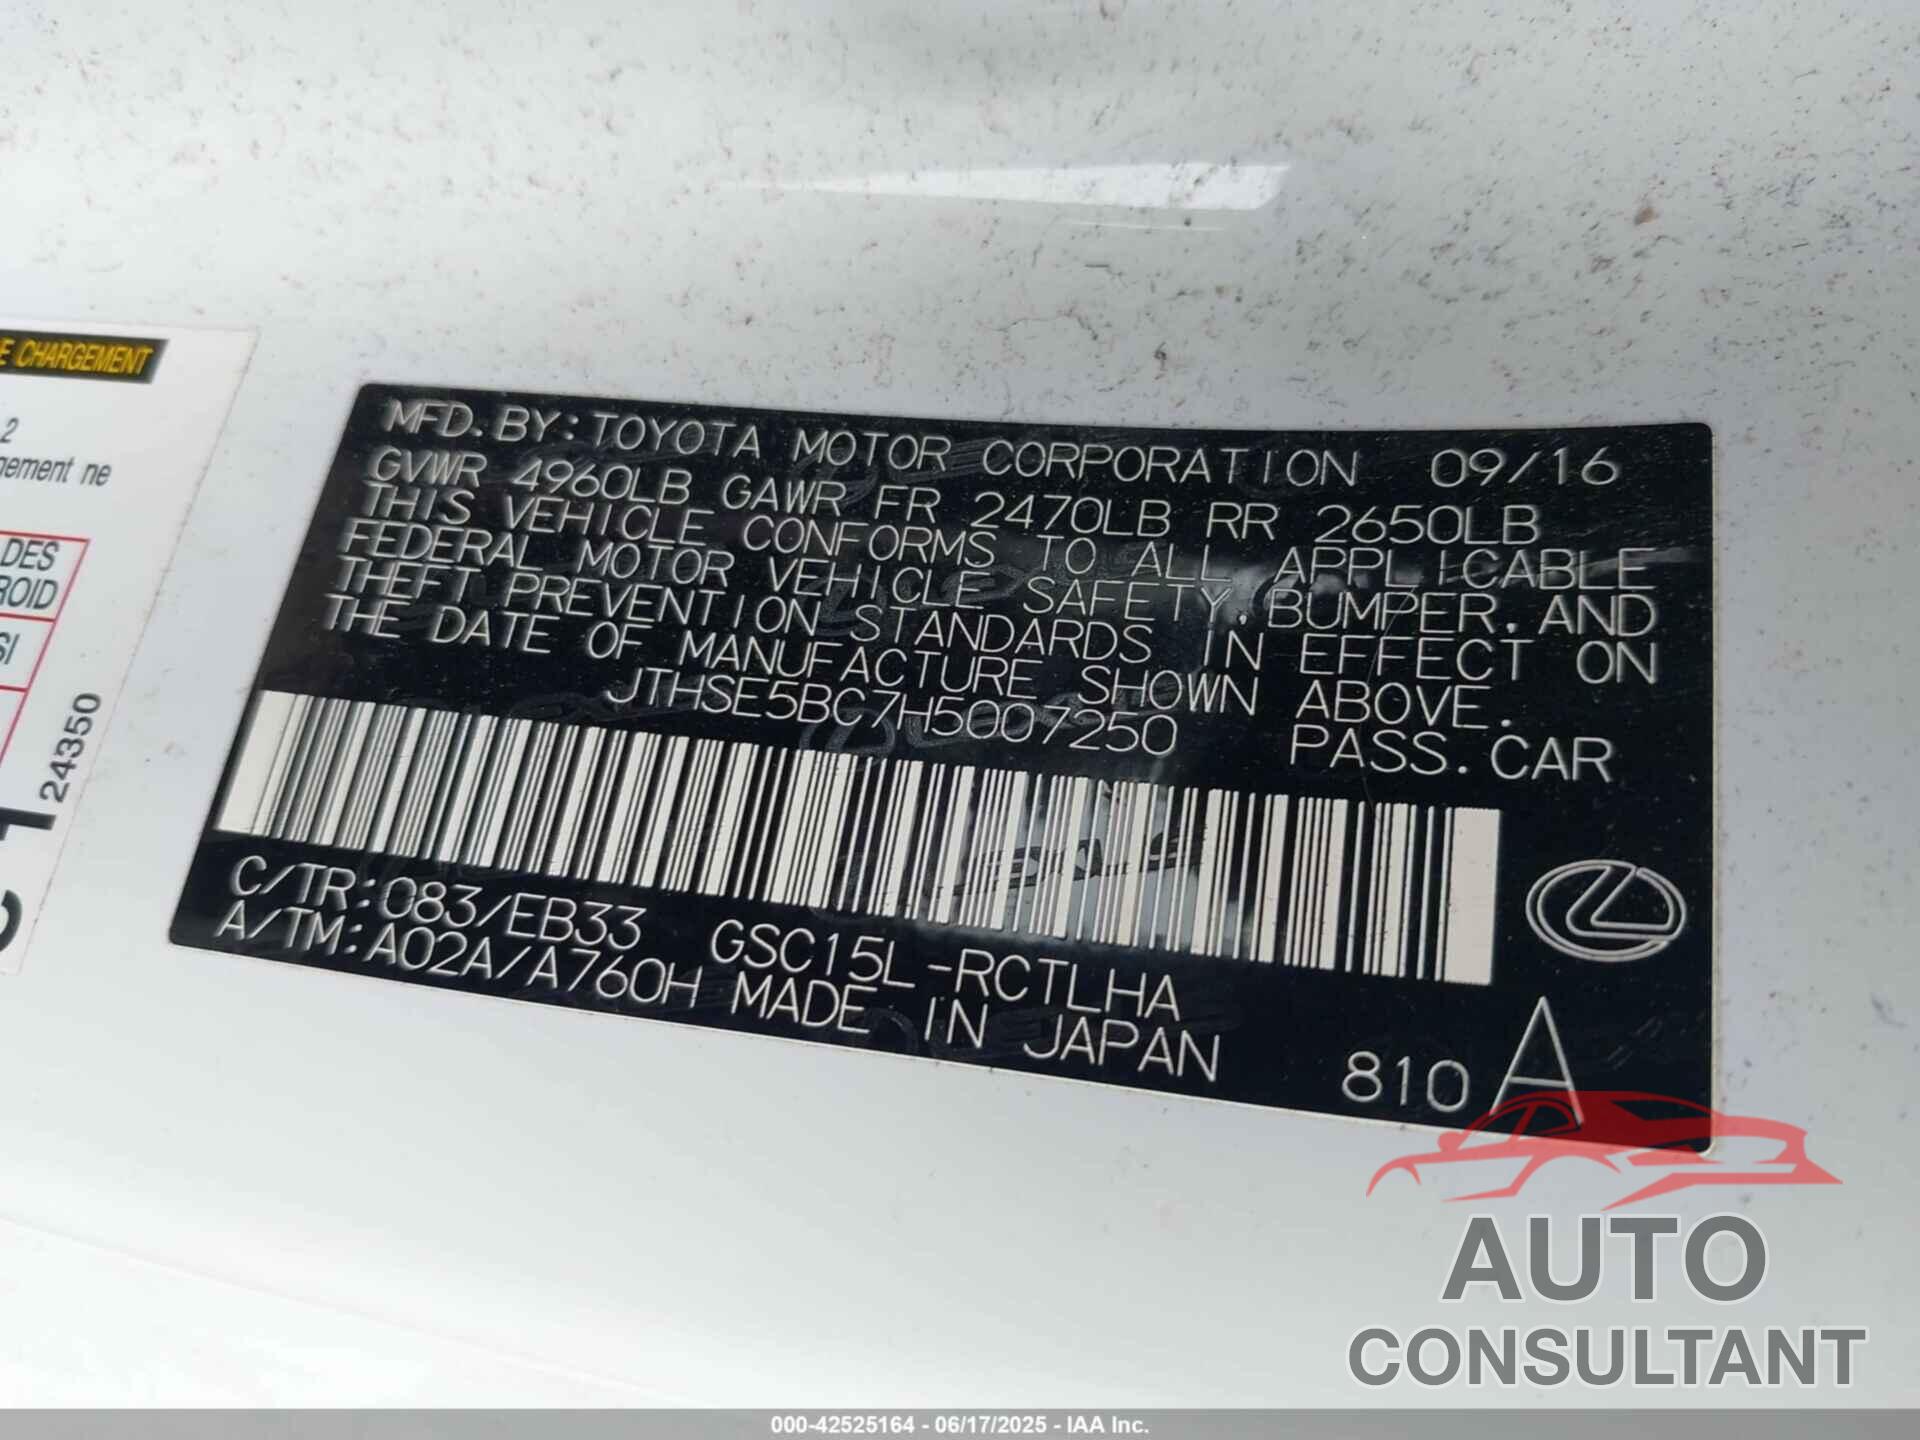 E CHARGEMENT
2
nement ne
DES
ROID
SI
24350
MFD. BY: TOYOTA MOTOR CORPORATION 09/16
GVWR 4960LB GAWR FR 2470LB RR 2650LB
THIS VEHICLE CONFORMS TO ALL APPLICABLE
FEDERAL MOTOR VEHICLE SAFETY, BUMPER, AND
THEFT PREVENTION STANDARDS IN EFFECT ON
THE DATE OF MANUFACTURE SHOWN ABOVE.
JTHSE5BC7H5007250 PASS. CAR
C/TR: 083/EB33 GSC15L-RCTLHA
A/TM: A02A/A760H MADE IN JAPAN
810 A
AUTO
CONSULTANT
000-42525164 - 06/17/2025 - IAA Inc.